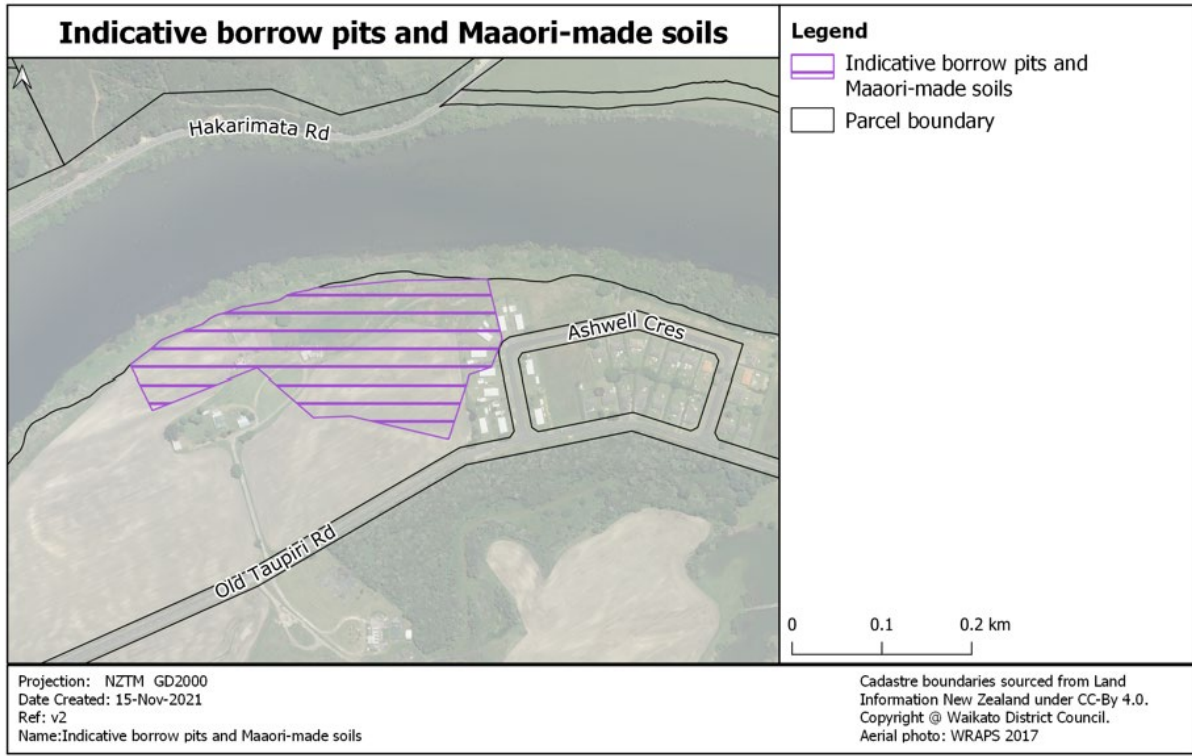 Indicative borrow pits and Maaori-made soils
Legend
Indicative borrow pits and
Maaori-made soils
Parcel boundary
Hakarimata Rd
Ashwell Cres
Old Taupiri Rd
0 0.1 0.2 km
Projection: NZTM GD2000
Date Created: 15-Nov-2021
Ref: v2
Name:Indicative borrow pits and Maaori-made soils
Cadastre boundaries sourced from Land
Information New Zealand under CC-By 4.0.
Copyright @ Waikato District Council.
Aerial photo: WRAPS 2017